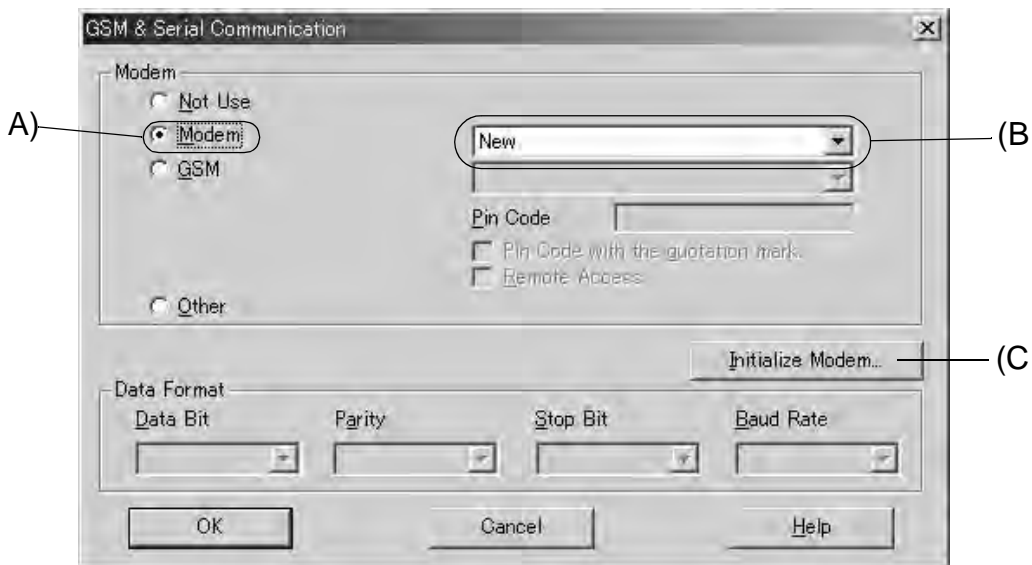 GSM & Serial Communication
Modem
Not Use
A)
Modem
New
(B
GSM
Pin Code
Pin Code with the quotation mark.
Remote Access
Other
Initialize Modem...
(C
Data Format
Data Bit Parity Stop Bit Baud Rate
OK Cancel Help